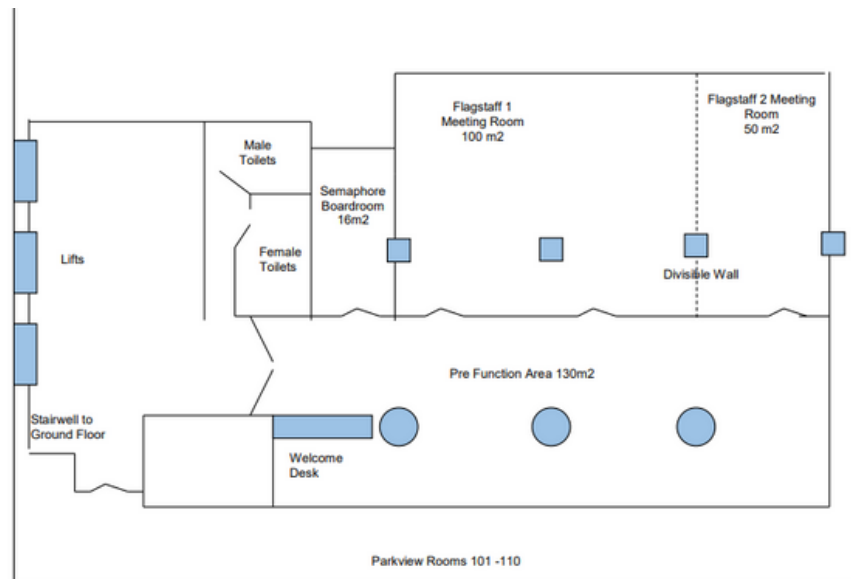 Flagstaff 1
Meeting Room
100 m2
Flagstaff 2 Meeting
Room
50 m2
Male
Toilets
Semaphore
Boardroom
16m2
Lifts
Female
Toilets
Divisible Wall
Pre Function Area 130m2
Stairwell to
Ground Floor
Welcome
Desk
Parkview Rooms 101 -110